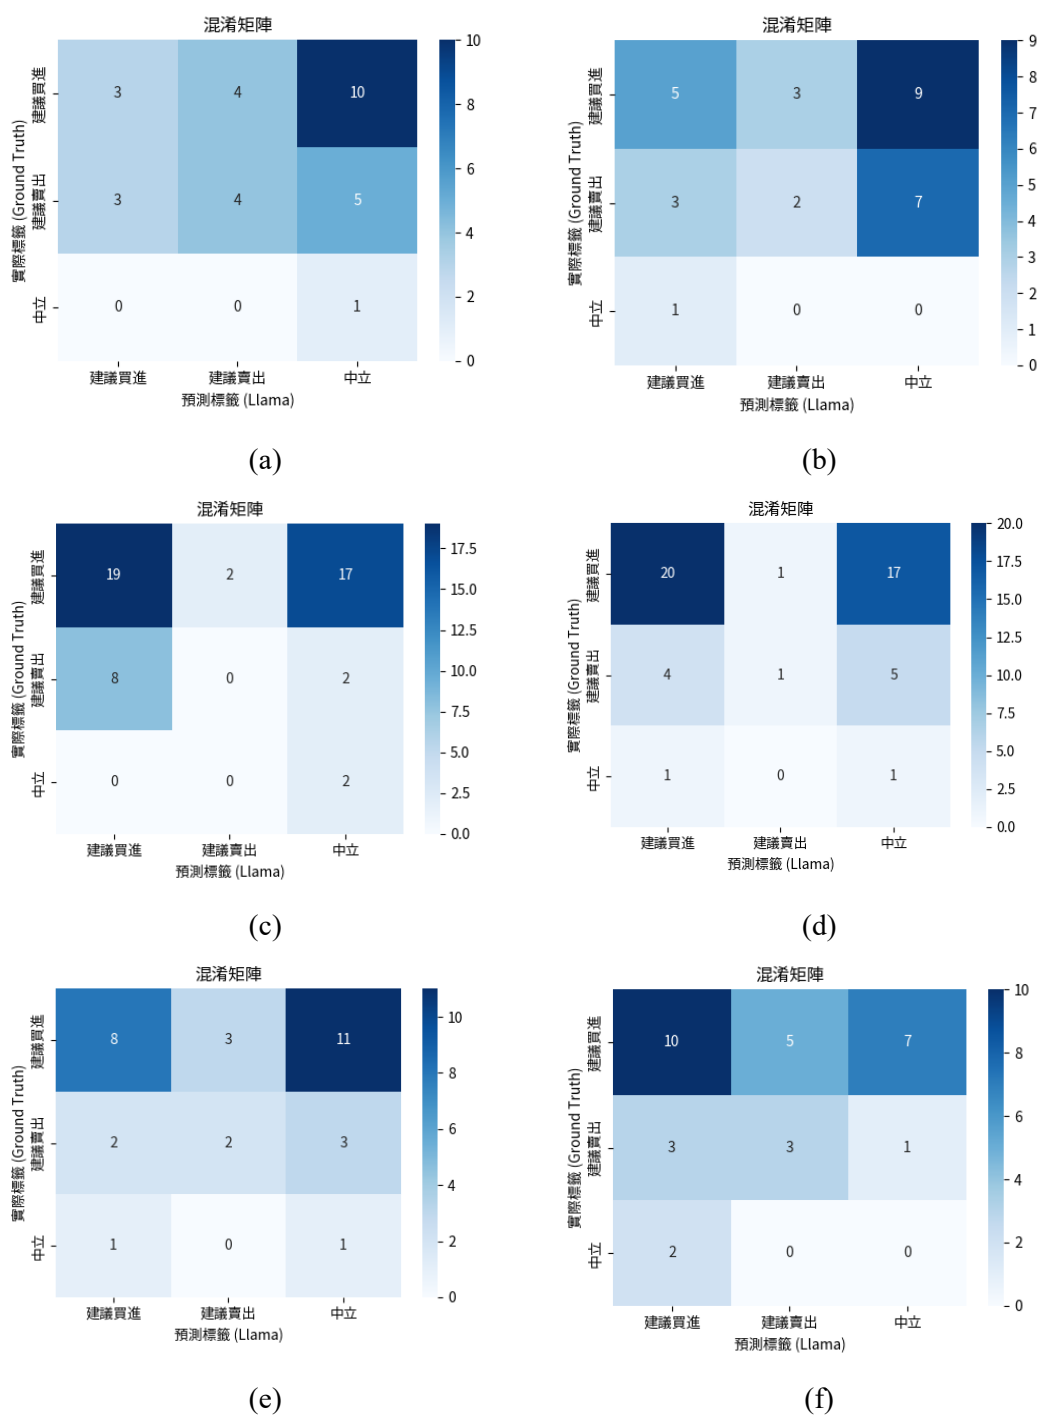 混淆矩陣
實際標籤 (Ground Truth)
建議買進
3 4 10
建議賣出
3 4 5
中立
0 0 1
建議買進 建議賣出 中立
預測標籤 (Llama)
10
8
6
4
2
0
(a)
混淆矩陣
實際標籤 (Ground Truth)
建議買進
5 3 9
建議賣出
3 2 7
中立
1 0 0
建議買進 建議賣出 中立
預測標籤 (Llama)
9
8
7
6
5
4
3
2
1
0
(b)
混淆矩陣
實際標籤 (Ground Truth)
建議買進
19 2 17
建議賣出
8 0 2
中立
0 0 2
建議買進 建議賣出 中立
預測標籤 (Llama)
17.5
15.0
12.5
10.0
7.5
5.0
2.5
0.0
(c)
混淆矩陣
實際標籤 (Ground Truth)
建議買進
20 1 17
建議賣出
4 1 5
中立
1 0 1
建議買進 建議賣出 中立
預測標籤 (Llama)
20.0
17.5
15.0
12.5
10.0
7.5
5.0
2.5
0.0
(d)
混淆矩陣
實際標籤 (Ground Truth)
建議買進
8 3 11
建議賣出
2 2 3
中立
1 0 1
建議買進 建議賣出 中立
預測標籤 (Llama)
10
8
6
4
2
0
(e)
混淆矩陣
實際標籤 (Ground Truth)
建議買進
10 5 7
建議賣出
3 3 1
中立
2 0 0
建議買進 建議賣出 中立
預測標籤 (Llama)
10
8
6
4
2
0
(f)